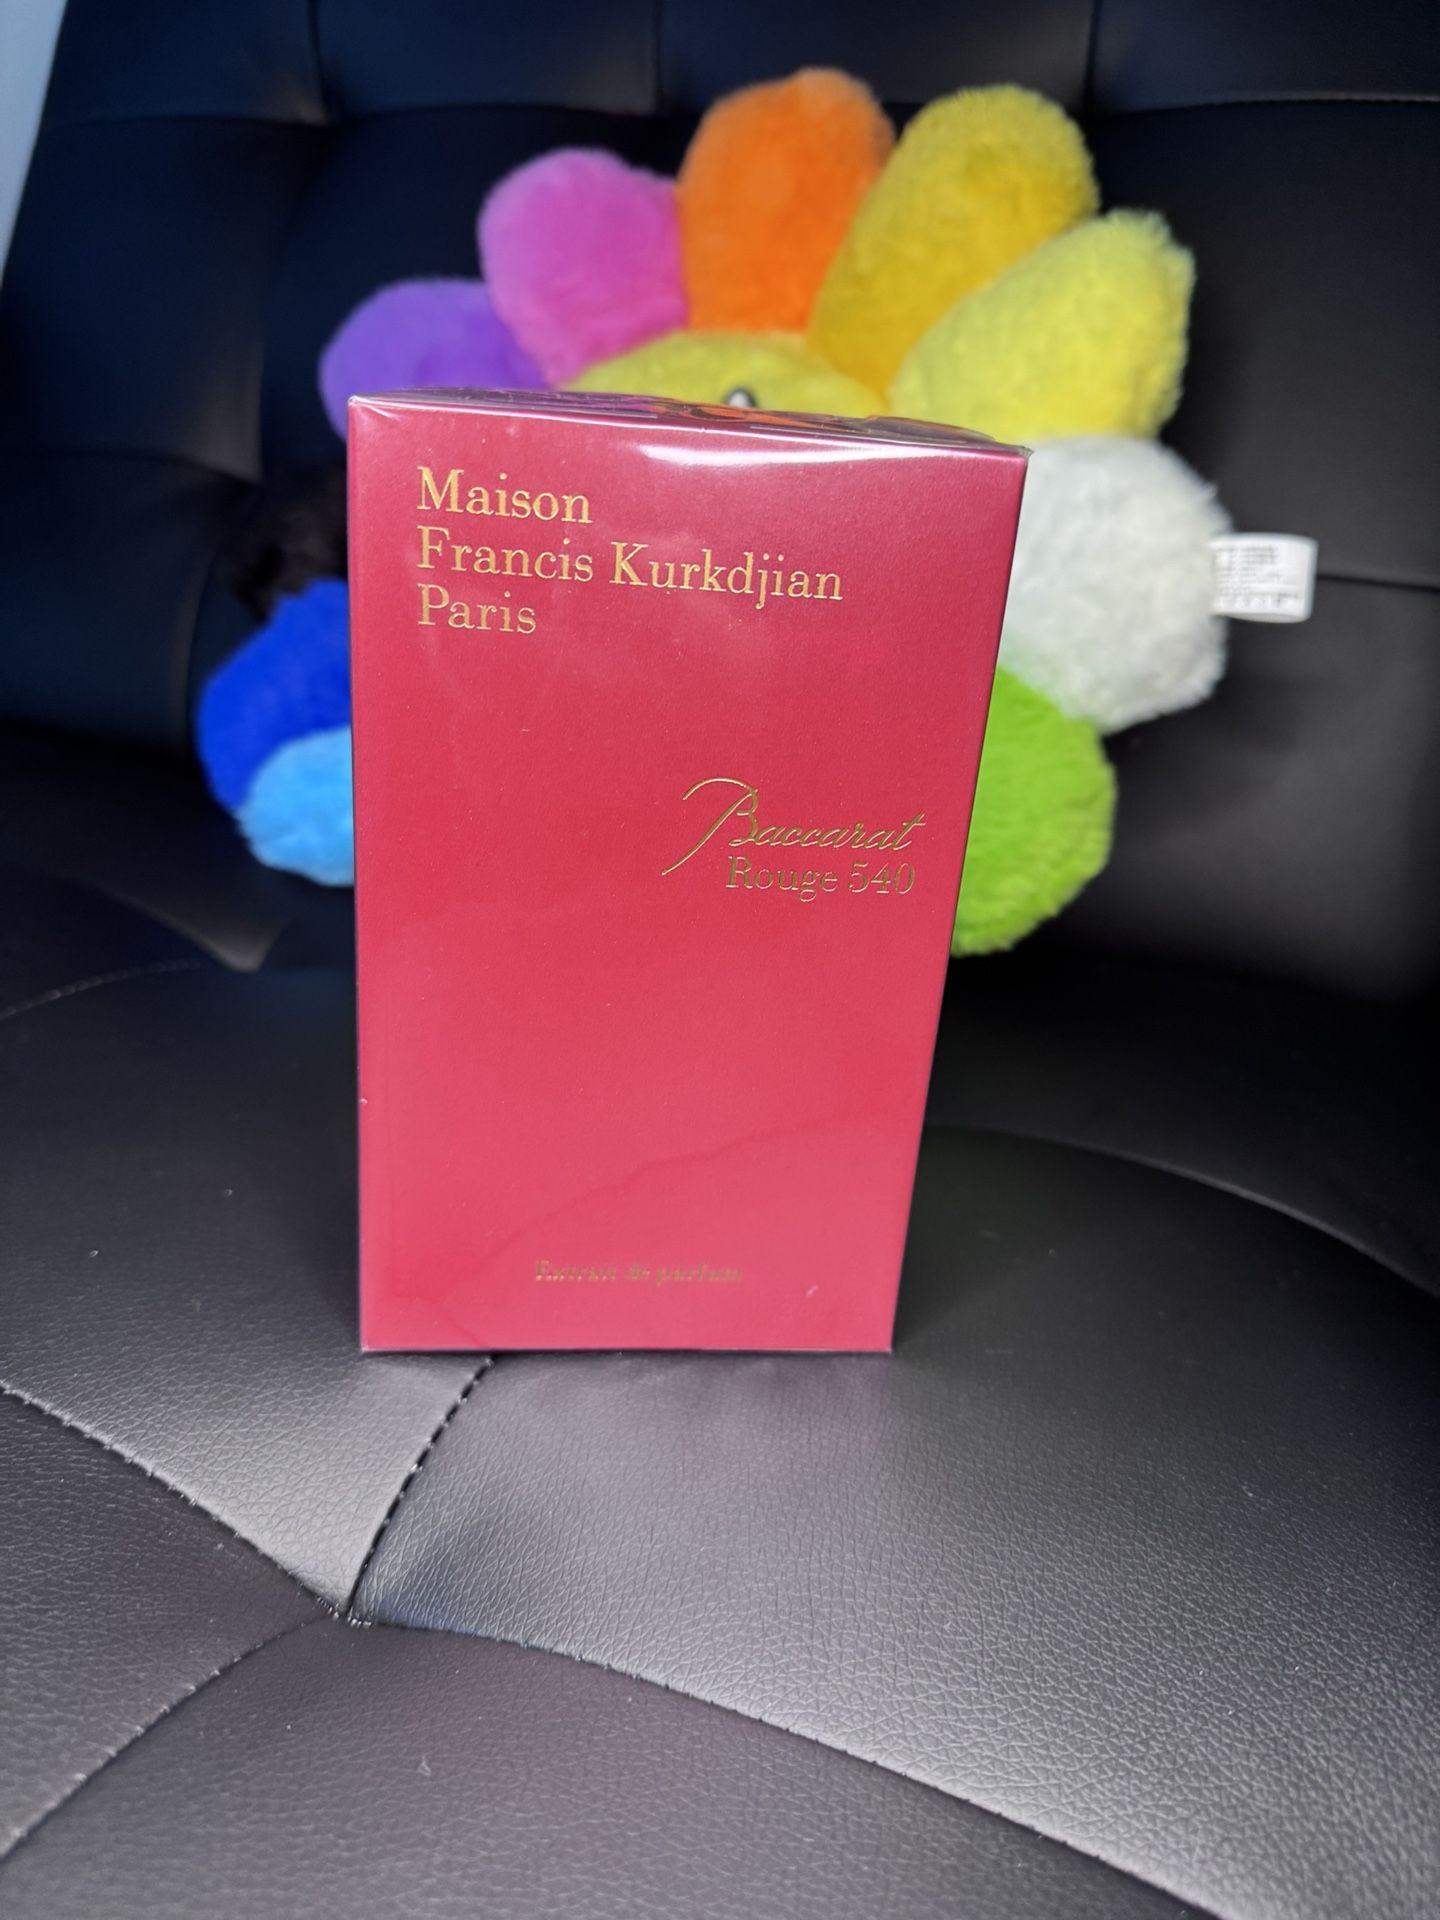 Maison
Francis Kurkdjian
Paris
Baccarat
Rouge 540
Extrait de parfum